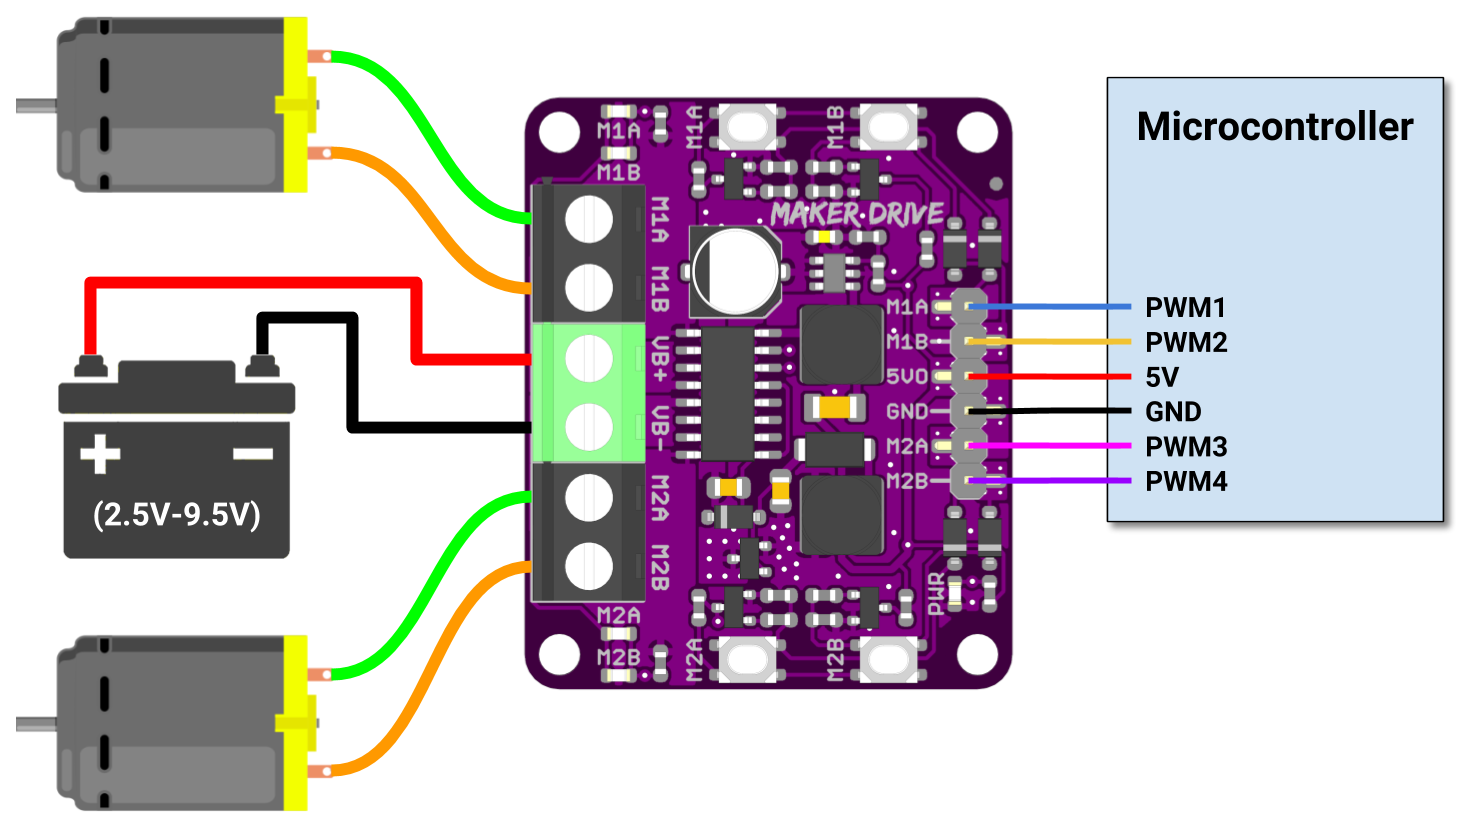 M1A
M1B
M1A
M1B
MAKER DRIVE
M1A
M1B
VB+
VB-
M2A
M2B
M1A
M1B
5VO
GND
M2A
M2B
PWR
M2A
M2B
M2A
M2B
+ -
(2.5V-9.5V)
Microcontroller
PWM1
PWM2
5V
GND
PWM3
PWM4